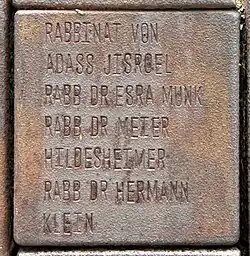 RABBINAT VON
ADASS JISROEL
RABB DR ESRA MUNK
RABB DR MEIER
HILDESHEIMER
RABB DR HERMANN
KLEIN